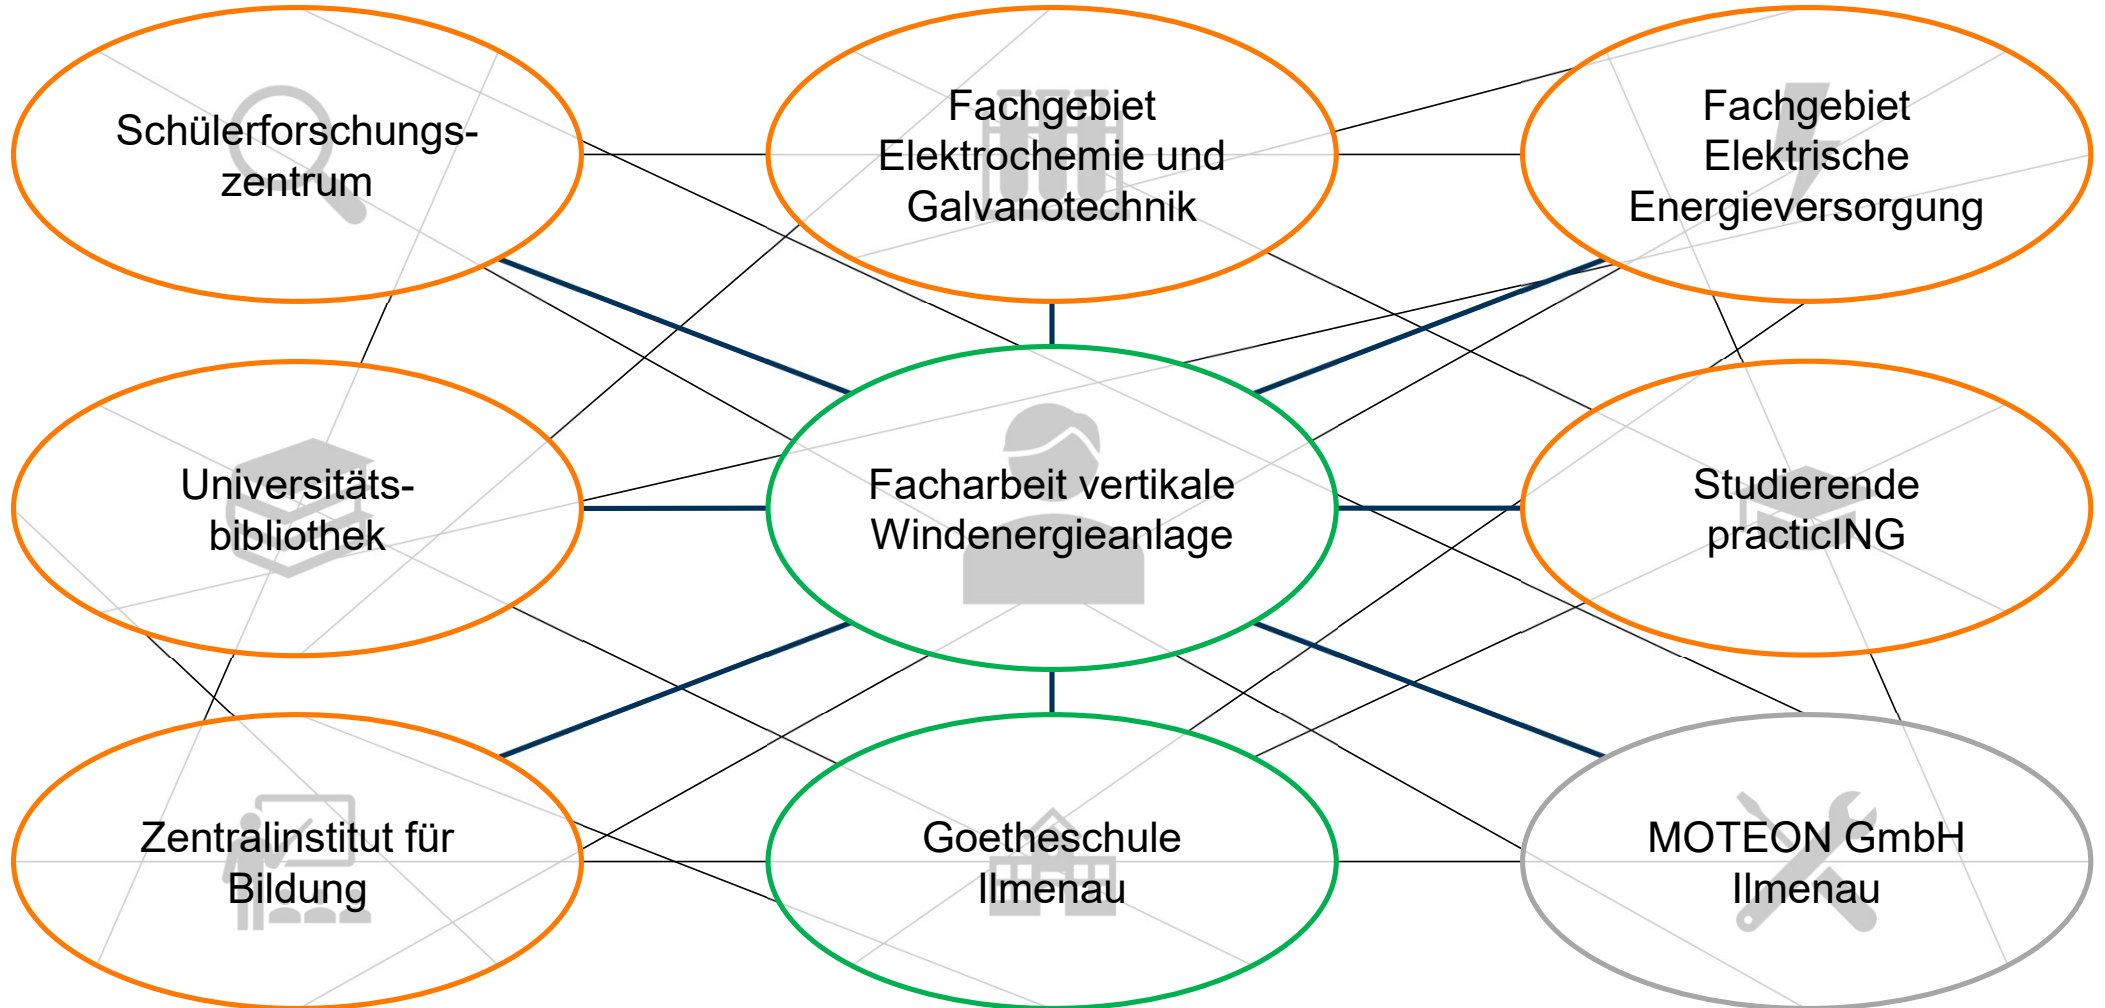 Schülerforschungs-
zentrum
Fachgebiet
Elektrochemie und
Galvanotechnik
Fachgebiet
Elektrische
Energieversorgung
Universitäts-
bibliothek
Facharbeit vertikale
Windenergieanlage
Studierende
practicING
Zentralinstitut für
Bildung
Goetheschule
Ilmenau
MOTEON GmbH
Ilmenau